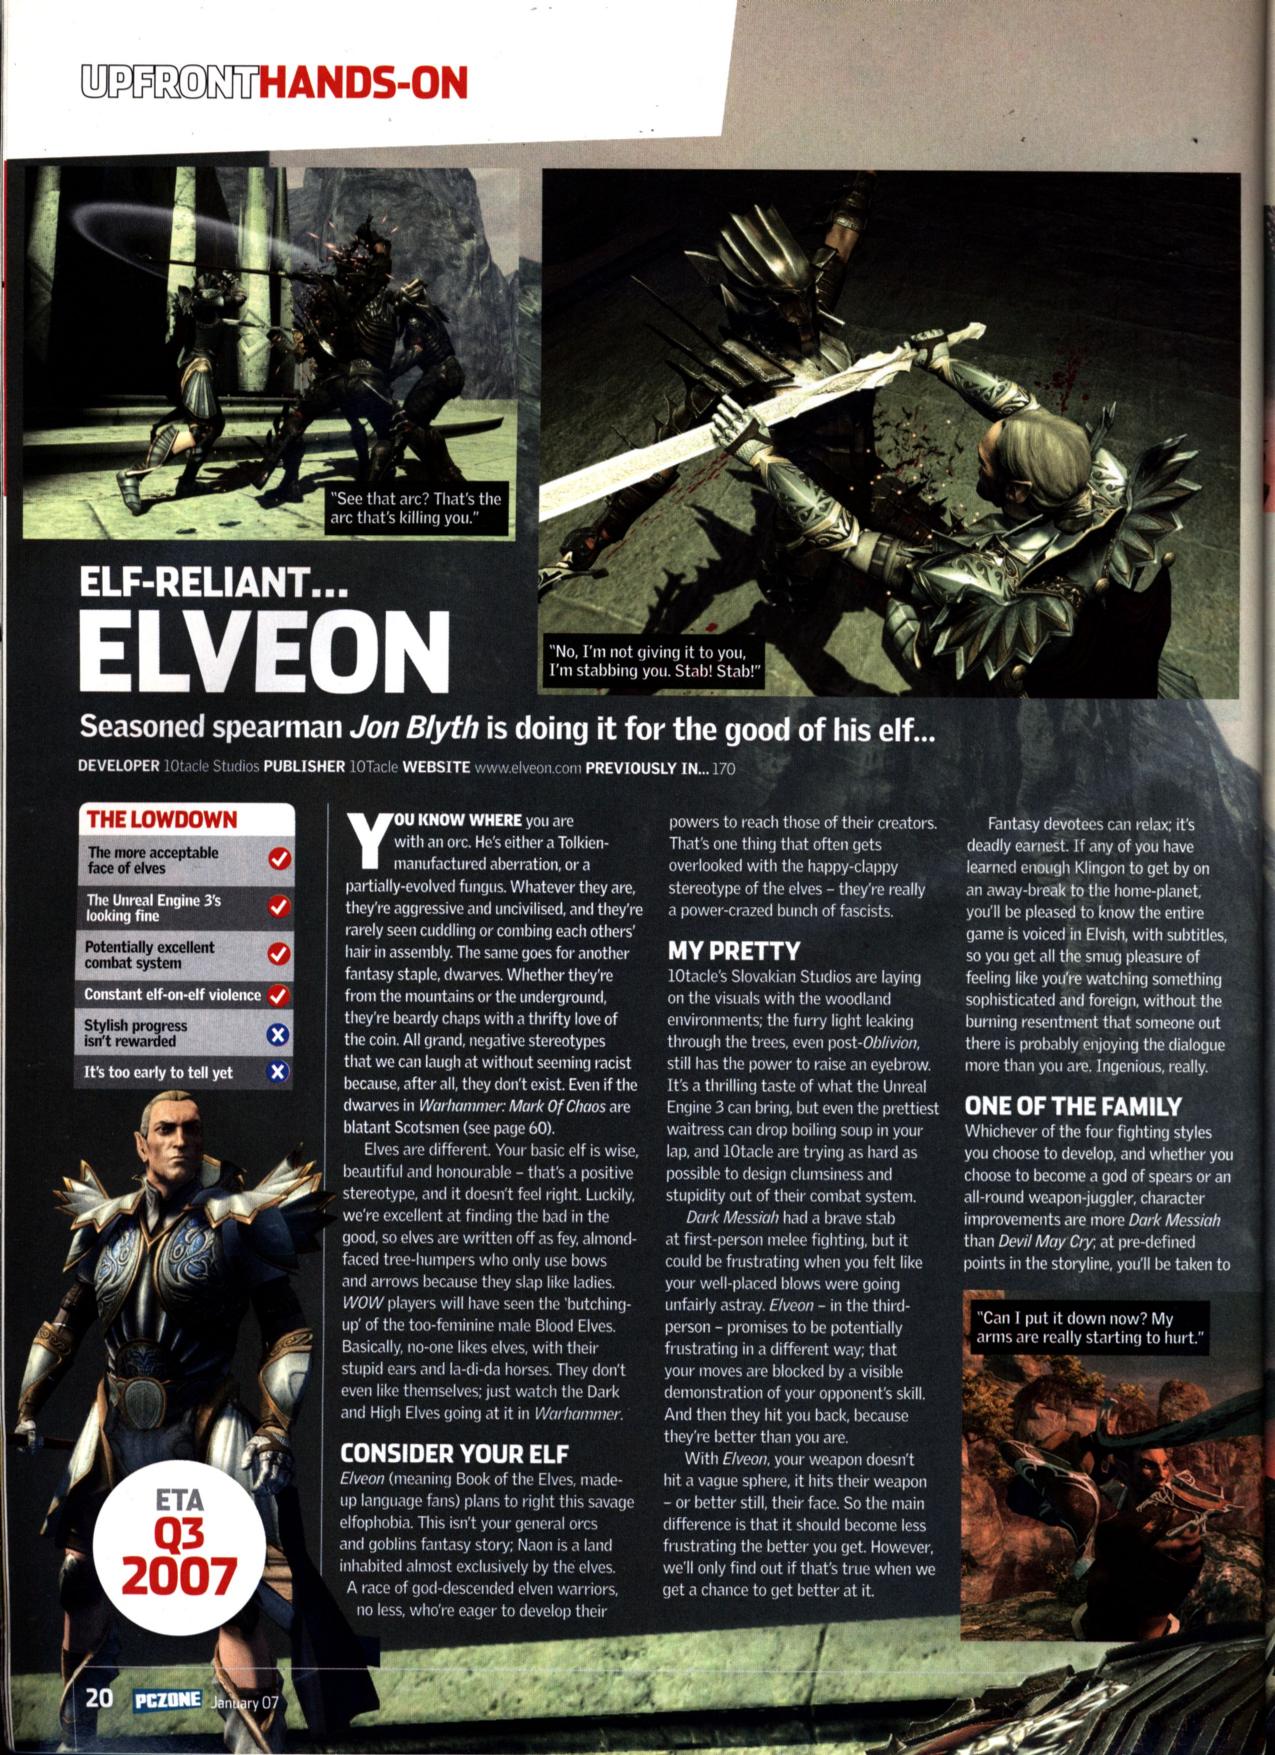 UPFRONTHANDS-ON
"See that arc? That's the
arc that's killing you."
"No, I'm not giving it to you,
I'm stabbing you. Stab! Stab!"
ELF-RELIANT...
ELVEON
Seasoned spearman Jon Blyth is doing it for the good of his elf...
DEVELOPER 10tacle Studios PUBLISHER 10Tacle WEBSITE www.elveon.com PREVIOUSLY IN... 170
THE LOWDOWN
The more acceptable
face of elves
The Unreal Engine 3's
looking fine
Potentially excellent
combat system
Constant elf-on-elf violence
Stylish progress
isn't rewarded
It's too early to tell yet
ETA
Q3
2007
YOU KNOW WHERE you are
with an orc. He's either a Tolkien-
manufactured aberration, or a
partially-evolved fungus. Whatever they are,
they're aggressive and uncivilised, and they're
rarely seen cuddling or combing each others'
hair in assembly. The same goes for another
fantasy staple, dwarves. Whether they're
from the mountains or the underground,
they're beardy chaps with a thrifty love of
the coin. All grand, negative stereotypes
that we can laugh at without seeming racist
because, after all, they don't exist. Even if the
dwarves in Warhammer: Mark Of Chaos are
blatant Scotsmen (see page 60).
Elves are different. Your basic elf is wise,
beautiful and honourable – that's a positive
stereotype, and it doesn't feel right. Luckily,
we're excellent at finding the bad in the
good, so elves are written off as fey, almond-
faced tree-humpers who only use bows
and arrows because they slap like ladies.
WOW players will have seen the 'butching-
up' of the too-feminine male Blood Elves.
Basically, no-one likes elves, with their
stupid ears and la-di-da horses. They don't
even like themselves; just watch the Dark
and High Elves going at it in Warhammer.
CONSIDER YOUR ELF
Elveon (meaning Book of the Elves, made-
up language fans) plans to right this savage
elfophobia. This isn't your general orcs
and goblins fantasy story; Naon is a land
inhabited almost exclusively by the elves.
A race of god-descended elven warriors,
no less, who're eager to develop their
powers to reach those of their creators.
That's one thing that often gets
overlooked with the happy-clappy
stereotype of the elves – they're really
a power-crazed bunch of fascists.
MY PRETTY
10tacle's Slovakian Studios are laying
on the visuals with the woodland
environments; the furry light leaking
through the trees, even post-Oblivion,
still has the power to raise an eyebrow.
It's a thrilling taste of what the Unreal
Engine 3 can bring, but even the prettiest
waitress can drop boiling soup in your
lap, and 10tacle are trying as hard as
possible to design clumsiness and
stupidity out of their combat system.
Dark Messiah had a brave stab
at first-person melee fighting, but it
could be frustrating when you felt like
your well-placed blows were going
unfairly astray. Elveon – in the third-
person – promises to be potentially
frustrating in a different way; that
your moves are blocked by a visible
demonstration of your opponent's skill.
And then they hit you back, because
they're better than you are.
With Elveon, your weapon doesn't
hit a vague sphere, it hits their weapon
– or better still, their face. So the main
difference is that it should become less
frustrating the better you get. However,
we'll only find out if that's true when we
get a chance to get better at it.
Fantasy devotees can relax; it's
deadly earnest. If any of you have
learned enough Klingon to get by on
an away-break to the home-planet,
you'll be pleased to know the entire
game is voiced in Elvish, with subtitles,
so you get all the smug pleasure of
feeling like you're watching something
sophisticated and foreign, without the
burning resentment that someone out
there is probably enjoying the dialogue
more than you are. Ingenious, really.
ONE OF THE FAMILY
Whichever of the four fighting styles
you choose to develop, and whether you
choose to become a god of spears or an
all-round weapon-juggler, character
improvements are more Dark Messiah
than Devil May Cry; at pre-defined
points in the storyline, you'll be taken to
"Can I put it down now? My
arms are really starting to hurt."
20 PCZONE January 07